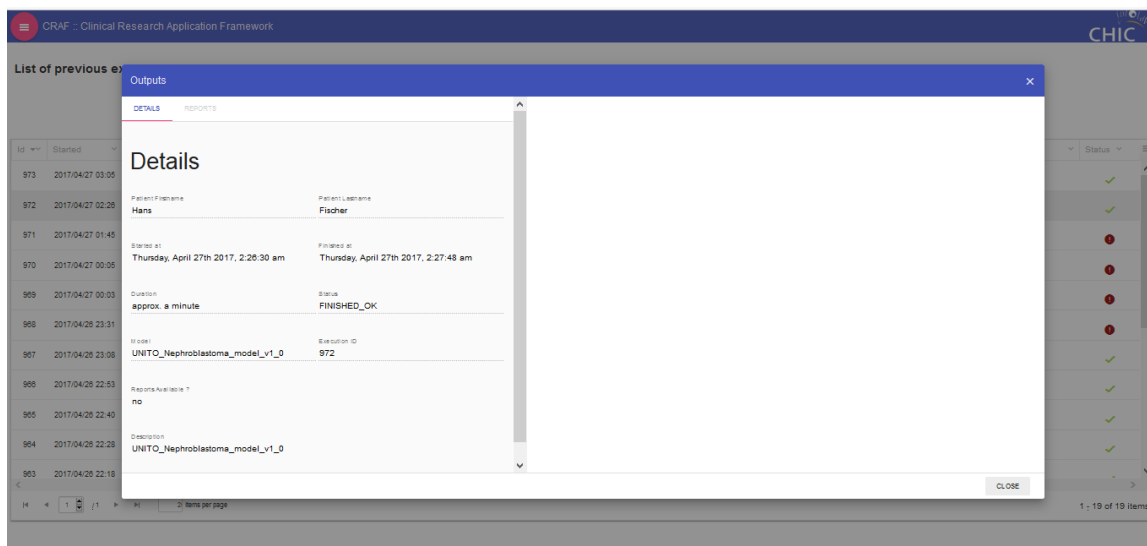 CRAF :: Clinical Research Application Framework
CHIC
List of previous ex
Outputs
DETAILS REPORTS
Id Started Status
Details
Patient Firstname Patient Lastname
Hans Fischer
Started at Finished at
Thursday, April 27th 2017, 2:26:30 am Thursday, April 27th 2017, 2:27:48 am
Duration Status
approx. a minute FINISHED_OK
Model Execution ID
UNITO_Nephroblastoma_model_v1_0 972
Reports Available ?
no
Description
UNITO_Nephroblastoma_model_v1_0
973 2017/04/27 03:05
972 2017/04/27 02:26
971 2017/04/27 01:45
970 2017/04/27 00:05
969 2017/04/27 00:03
968 2017/04/26 23:31
967 2017/04/26 23:08
966 2017/04/26 22:53
965 2017/04/26 22:40
964 2017/04/26 22:28
963 2017/04/26 22:18
CLOSE
1 /1 items per page 1 - 19 of 19 items